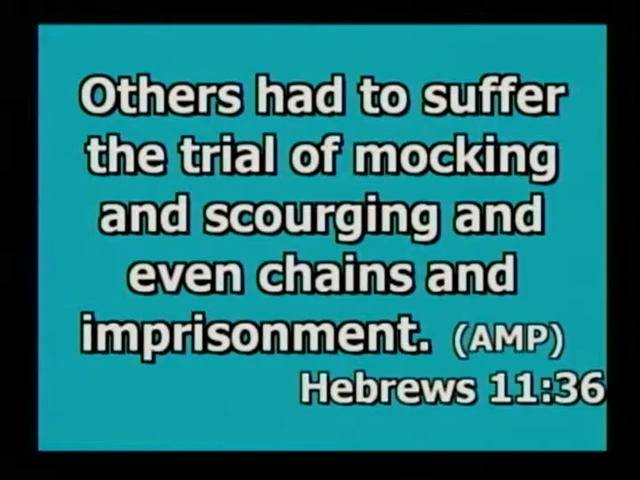 Others had to suffer
the trial of mocking
and scourging and
even chains and
imprisonment. (AMP)
Hebrews 11:36